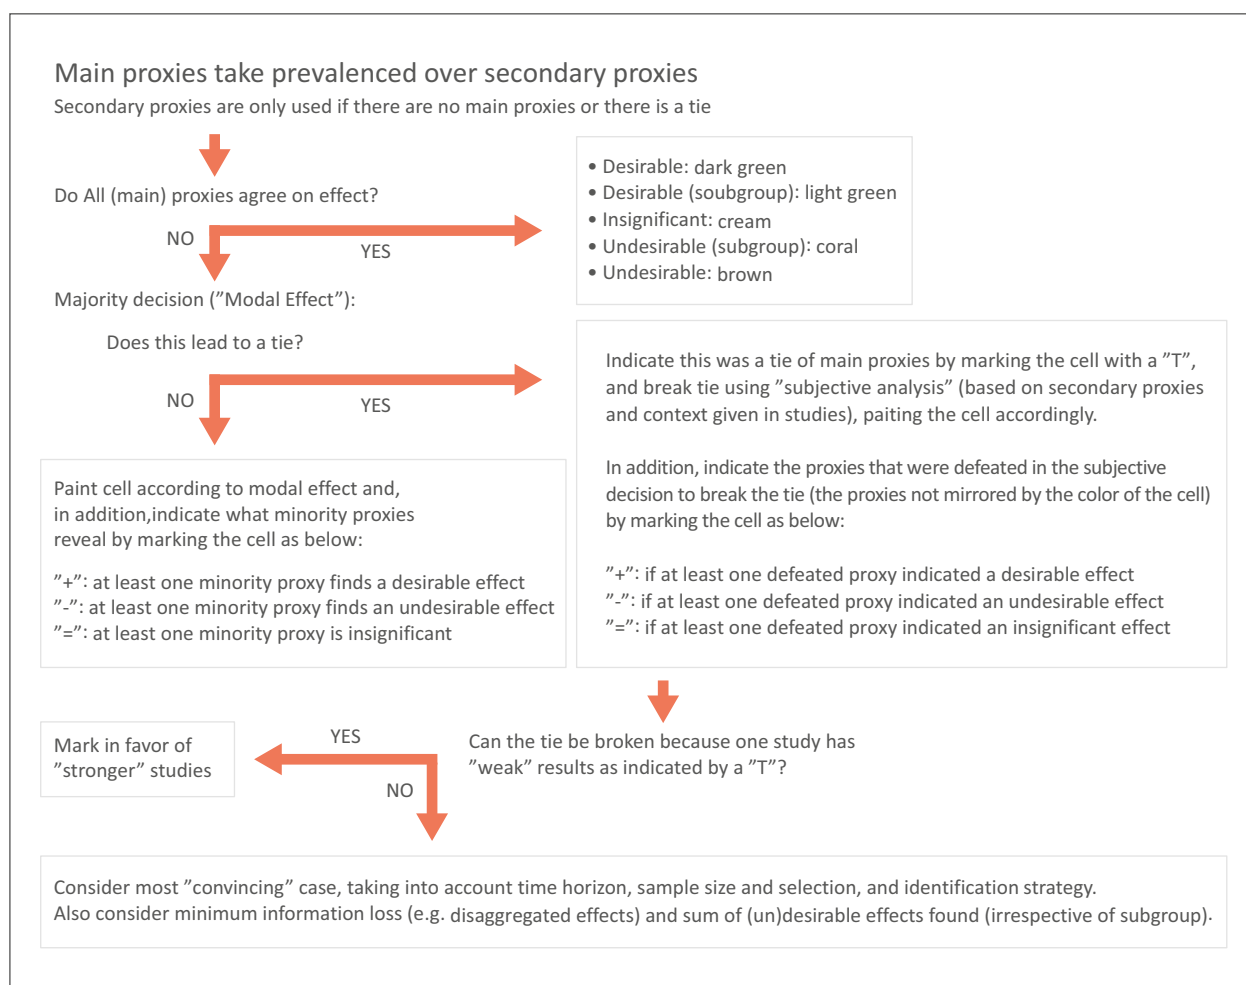 Main proxies take prevalenced over secondary proxies
Secondary proxies are only used if there are no main proxies or there is a tie
Do All (main) proxies agree on effect?
NO
YES
• Desirable: dark green
• Desirable (soubgroup): light green
• Insignificant: cream
• Undesirable (subgroup): coral
• Undesirable: brown
Majority decision (”Modal Effect”):
Does this lead to a tie?
NO
YES
Indicate this was a tie of main proxies by marking the cell with a ”T”,
and break tie using ”subjective analysis” (based on secondary proxies
and context given in studies), paiting the cell accordingly.
In addition, indicate the proxies that were defeated in the subjective
decision to break the tie (the proxies not mirrored by the color of the cell)
by marking the cell as below:
”+”: if at least one defeated proxy indicated a desirable effect
”-”: if at least one defeated proxy indicated an undesirable effect
”=”: if at least one defeated proxy indicated an insignificant effect
Paint cell according to modal effect and,
in addition,indicate what minority proxies
reveal by marking the cell as below:
”+”: at least one minority proxy finds a desirable effect
”-”: at least one minority proxy finds an undesirable effect
”=”: at least one minority proxy is insignificant
Can the tie be broken because one study has
”weak” results as indicated by a ”T”?
YES
NO
Mark in favor of
”stronger” studies
Consider most ”convincing” case, taking into account time horizon, sample size and selection, and identification strategy.
Also consider minimum information loss (e.g. disaggregated effects) and sum of (un)desirable effects found (irrespective of subgroup).